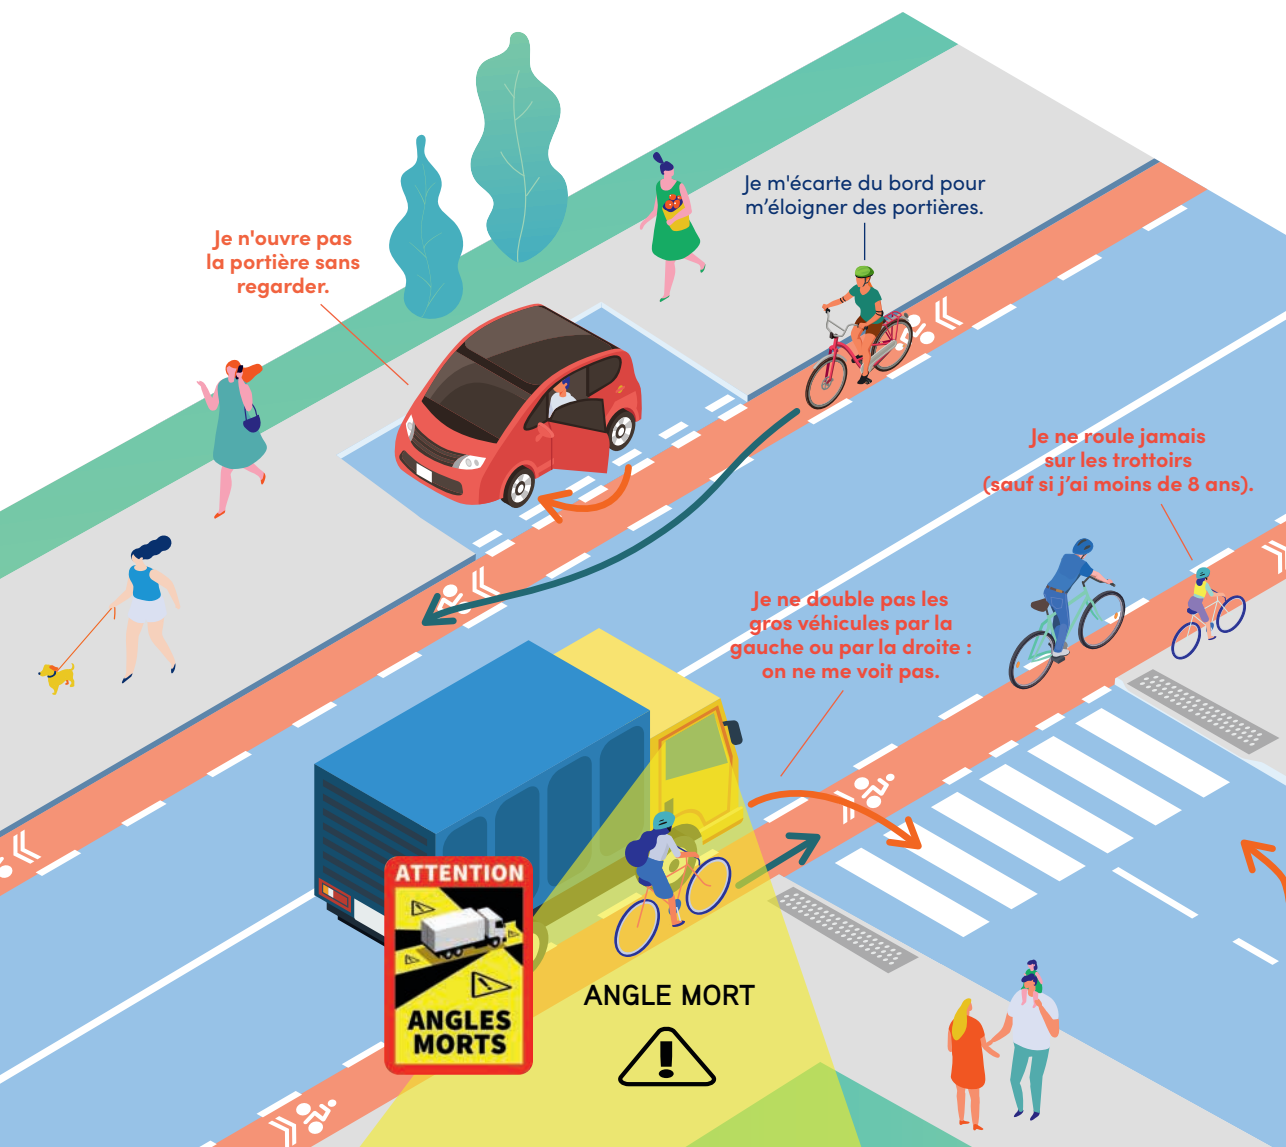 Je m'écarte du bord pour
m’éloigner des portières.
Je n'ouvre pas
la portière sans
regarder.
Je ne roule jamais
sur les trottoirs
(sauf si j’ai moins de 8 ans).
Je ne double pas les
gros véhicules par la
gauche ou par la droite :
on ne me voit pas.
ATTENTION
ANGLES
MORTS
ANGLE MORT